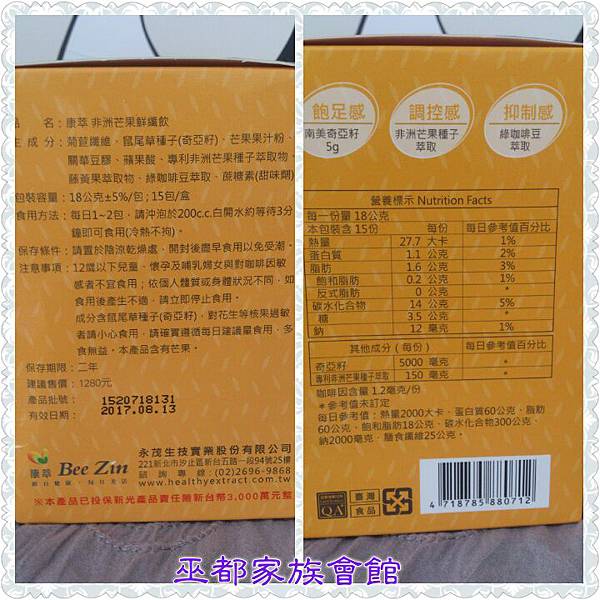 品　名：康萃 非洲芒果鮮纖飲
主 成 分：菊苣纖維，鼠尾草種子(奇亞籽)，芒果果汁粉、
關華豆膠、蘋果酸、專利非洲芒果種子萃取物、
藤黃果萃取物、綠咖啡豆萃取、蔗糖素(甜味劑)
包裝容量：18公克±5%/包；15包/盒
食用方法：每日1~2包，請沖泡於200c.c.白開水約等待3分
鐘即可食用(冷熱不拘)。
保存條件：請置於陰涼乾燥處，開封後應早食用以免受潮。
注意事項：12歲以下兒童、懷孕及哺乳婦女與對咖啡因敏
感者不宜食用；依個人體質或身體狀況不同，如
食用後產生不適，請立即停止食用。
成分含鼠尾草種子(奇亞籽)，對花生等核果過敏
者請小心食用，請確實遵循每日建議量食用，多
食無益。本產品含有芒果。
保存期限：二年
建議售價：1280元
產品批號：1520718131
有效日期：2017.08.13
康萃 Bee Zin
永茂生技實業股份有限公司
221新北市汐止區新台五路一段94號25樓
諮 詢 專 線：(02)2696-9868
www.healthyextract.com.tw
※本產品已投保新光產品責任險新台幣3,000萬元整
飽足感
南美奇亞籽
5g
調控感
非洲芒果種子
萃取
抑制感
綠咖啡豆
萃取
營養標示 Nutrition Facts
每一份量 18公克
本包裝含 15份 每份 每日參考值百分比
熱量 27.7 大卡 1%
蛋白質 1.1 公克 2%
脂肪 1.6 公克 3%
飽和脂肪 0.2 公克 1%
反式脂肪 0 公克 *
碳水化合物 14 公克 5%
糖 3.5 公克 *
鈉 12 毫克 1%
其他成分（每份） 每日參考值百分比
奇亞籽 5000 毫克 *
專利非洲芒果種子萃取 150 毫克 *
咖啡因含量1.2毫克/份
*參考值未訂定
每日參考值：熱量2000大卡、蛋白質60公克、脂肪
60公克、飽和脂肪18公克、碳水化合物300公克、
鈉2000毫克、膳食纖維25公克。
QA
臺灣
食品
4 718785 880712
巫都家族會館